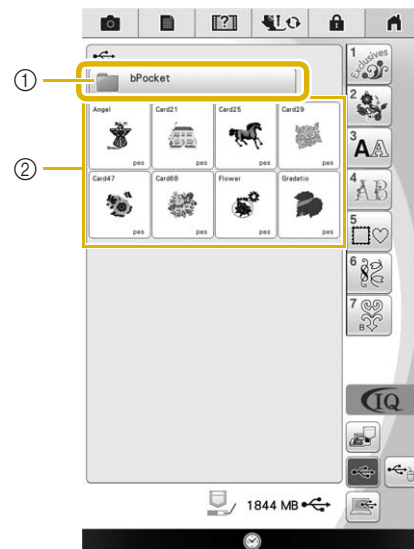 ?
1 Exclusives
bPocket
①
2
Angel Card21 Card25 Card29
3
AA
pes pes pes pes
②
Card47 Card68 Flower Gradatio
4
AB
pes pes pes pes
5
6
7
B
IQ
1844 MB